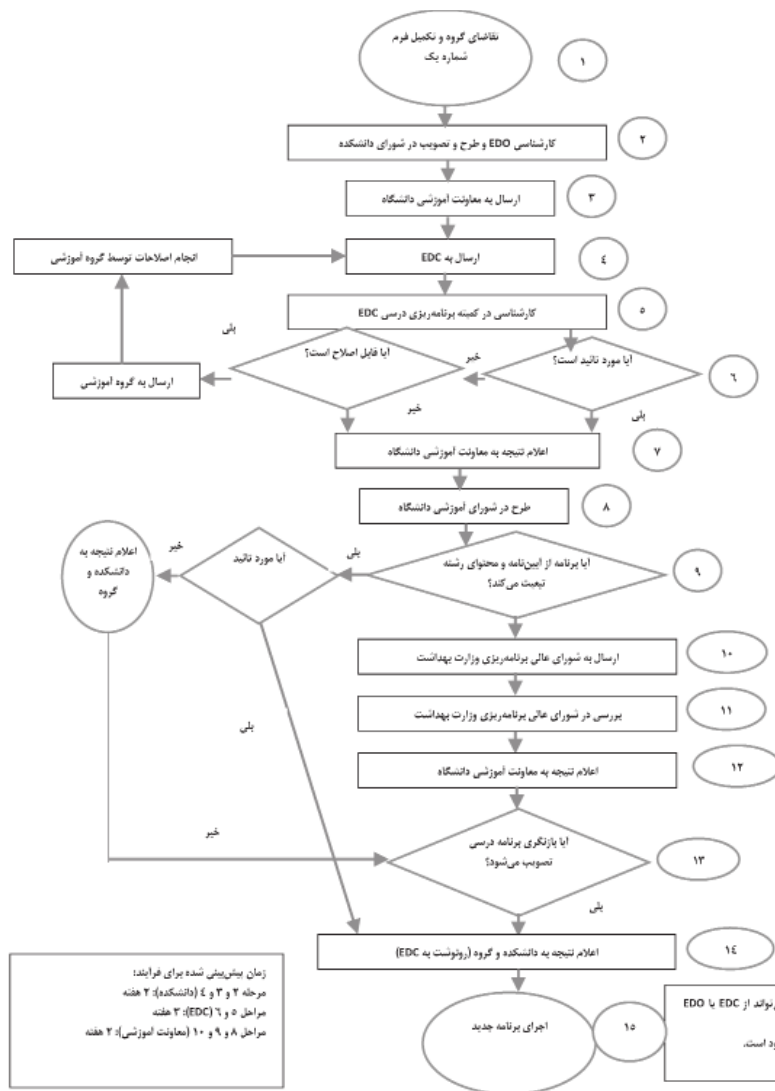 تقاضای گروه و تکمیل فرم
شماره یک
۱
کارشناسی EDO و طرح و تصویب در شورای دانشکده
۲
ارسال به معاونت آموزشی دانشگاه
۳
انجام اصلاحات توسط گروه آموزشی
ارسال به EDC
٤
کارشناسی در کمیته برنامه‌ریزی درسی EDC
٥
بلی
آیا قابل اصلاح است؟
خیر
آیا مورد تائید است؟
٦
ارسال به گروه آموزشی
خیر
بلی
اعلام نتیجه به معاونت آموزشی دانشگاه
۷
طرح در شورای آموزشی دانشگاه
۸
اعلام نتیجه به
دانشکده و
گروه
خیر
آیا مورد تائید
بلی
آیا برنامه از آیین‌نامه و محتوای رشته
تبعیت می‌کند؟
۹
ارسال به شورای عالی برنامه‌ریزی وزارت بهداشت
۱۰
بررسی در شورای عالی برنامه‌ریزی وزارت بهداشت
۱۱
بلی
اعلام نتیجه به معاونت آموزشی دانشگاه
۱۲
خیر
آیا بازنگری برنامه درسی
تصویب می‌شود؟
۱۳
بلی
اعلام نتیجه به دانشکده و گروه (رونوشت به EDC)
۱٤
اجرای برنامه جدید
۱٥
زمان پیش‌بینی شده برای فرآیند:
مرحله ۲ و ۳ و ٤ (دانشکده): ۲ هفته
مراحل ٥ و ٦ (EDC): ۳ هفته
مراحل ۸ و ۹ و ۱۰ (معاونت آموزشی): ۲ هفته
تواند از EDC یا EDO
ود است.